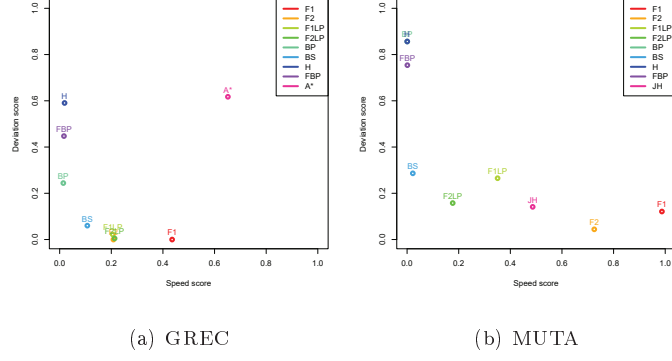 1.0
0.8
0.6
0.4
0.2
0.0
Deviation score
0.0 0.2 0.4 0.6 0.8 1.0
Speed score
H
FBP
BP
BS
F1LP
F2LP
F1
A*
F1
F2
F1LP
F2LP
BP
BS
H
FBP
A*
(a) GREC
1.0
0.8
0.6
0.4
0.2
0.0
Deviation score
0.0 0.2 0.4 0.6 0.8 1.0
Speed score
BP
H
FBP
BS
F2LP
F1LP
JH
F2
F1
F1
F2
F1LP
F2LP
BP
BS
H
FBP
JH
(b) MUTA